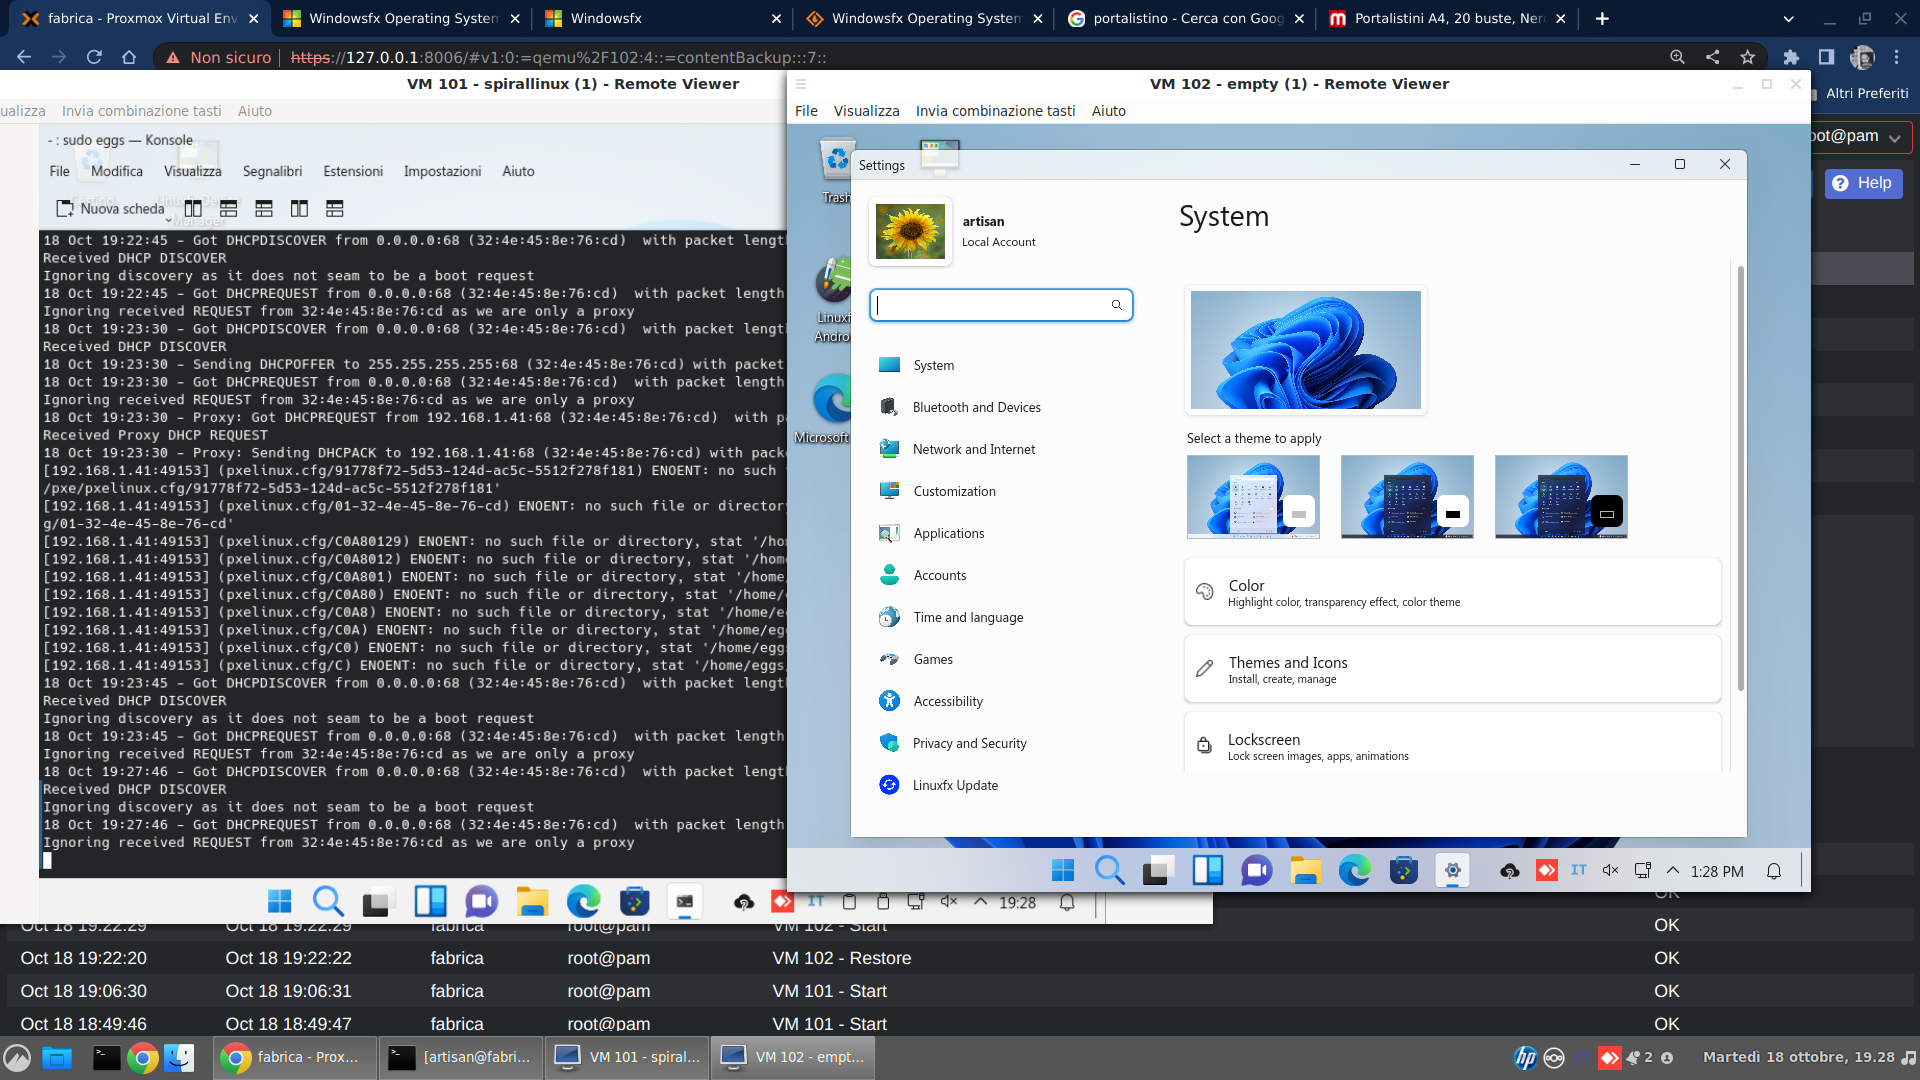 fabrica - Proxmox Virtual Env
Windowsfx Operating System
Windowsfx
Windowsfx Operating System
portalistino - Cerca con Goog
Portalistini A4, 20 buste, Nero
Non sicuro
https://127.0.0.1:8006/#v1:0:=qemu%2F102:4::=contentBackup:::7::
Altri Preferiti
oot@pam
Help
VM 101 - spirallinux (1) - Remote Viewer
ualizza Invia combinazione tasti Aiuto
- : sudo eggs — Konsole
File Modifica Visualizza Segnalibri Estensioni Impostazioni Aiuto
Nuova scheda
18 Oct 19:22:45 - Got DHCPDISCOVER from 0.0.0.0:68 (32:4e:45:8e:76:cd)  with packet lengt
Received DHCP DISCOVER
Ignoring discovery as it does not seam to be a boot request
18 Oct 19:22:45 - Got DHCPREQUEST from 0.0.0.0:68 (32:4e:45:8e:76:cd)  with packet length
Ignoring received REQUEST from 32:4e:45:8e:76:cd as we are only a proxy
18 Oct 19:23:30 - Got DHCPDISCOVER from 0.0.0.0:68 (32:4e:45:8e:76:cd)  with packet lengt
Received DHCP DISCOVER
18 Oct 19:23:30 - Sending DHCPOFFER to 255.255.255.255:68 (32:4e:45:8e:76:cd) with packet
18 Oct 19:23:30 - Got DHCPREQUEST from 0.0.0.0:68 (32:4e:45:8e:76:cd)  with packet length
Ignoring received REQUEST from 32:4e:45:8e:76:cd as we are only a proxy
18 Oct 19:23:30 - Proxy: Got DHCPREQUEST from 192.168.1.41:68 (32:4e:45:8e:76:cd)  with pa
Received Proxy DHCP REQUEST
18 Oct 19:23:30 - Proxy: Sending DHCPACK to 192.168.1.41:68 (32:4e:45:8e:76:cd) with packe
[192.168.1.41:49153] (pxelinux.cfg/91778f72-5d53-124d-ac5c-5512f278f181) ENOENT: no such
/pxe/pxelinux.cfg/91778f72-5d53-124d-ac5c-5512f278f181'
[192.168.1.41:49153] (pxelinux.cfg/01-32-4e-45-8e-76-cd) ENOENT: no such file or director
g/01-32-4e-45-8e-76-cd'
[192.168.1.41:49153] (pxelinux.cfg/C0A80129) ENOENT: no such file or directory, stat '/ho
[192.168.1.41:49153] (pxelinux.cfg/C0A8012) ENOENT: no such file or directory, stat '/hom
[192.168.1.41:49153] (pxelinux.cfg/C0A801) ENOENT: no such file or directory, stat '/home
[192.168.1.41:49153] (pxelinux.cfg/C0A80) ENOENT: no such file or directory, stat '/home/
[192.168.1.41:49153] (pxelinux.cfg/C0A8) ENOENT: no such file or directory, stat '/home/e
[192.168.1.41:49153] (pxelinux.cfg/C0A) ENOENT: no such file or directory, stat '/home/eg
[192.168.1.41:49153] (pxelinux.cfg/C0) ENOENT: no such file or directory, stat '/home/egg
[192.168.1.41:49153] (pxelinux.cfg/C) ENOENT: no such file or directory, stat '/home/eggs
18 Oct 19:23:45 - Got DHCPDISCOVER from 0.0.0.0:68 (32:4e:45:8e:76:cd)  with packet lengt
Received DHCP DISCOVER
Ignoring discovery as it does not seam to be a boot request
18 Oct 19:23:45 - Got DHCPREQUEST from 0.0.0.0:68 (32:4e:45:8e:76:cd)  with packet length
Ignoring received REQUEST from 32:4e:45:8e:76:cd as we are only a proxy
18 Oct 19:27:46 - Got DHCPDISCOVER from 0.0.0.0:68 (32:4e:45:8e:76:cd)  with packet lengt
Received DHCP DISCOVER
Ignoring discovery as it does not seam to be a boot request
18 Oct 19:27:46 - Got DHCPREQUEST from 0.0.0.0:68 (32:4e:45:8e:76:cd)  with packet length
Ignoring received REQUEST from 32:4e:45:8e:76:cd as we are only a proxy
IT 19:28
VM 102 - empty (1) - Remote Viewer
File Visualizza Invia combinazione tasti Aiuto
Trash
Linuxf
Andro
Microsoft
Settings
artisan
Local Account
System
Bluetooth and Devices
Network and Internet
Customization
Applications
Accounts
Time and language
Games
Accessibility
Privacy and Security
Linuxfx Update
System
Select a theme to apply
Color
Highlight color, transparency effect, color theme
Themes and Icons
Install, create, manage
Lockscreen
Lock screen images, apps, animations
IT 1:28 PM
OK
Oct 18 19:22:29 Oct 18 19:22:29 fabrica root@pam VM 102 - Start OK
Oct 18 19:22:20 Oct 18 19:22:22 fabrica root@pam VM 102 - Restore OK
Oct 18 19:06:30 Oct 18 19:06:31 fabrica root@pam VM 101 - Start OK
Oct 18 18:49:46 Oct 18 18:49:47 fabrica root@pam VM 101 - Start OK
fabrica - Prox...
[artisan@fabri...
VM 101 - spiral...
VM 102 - empt...
hp
2
Martedì 18 ottobre, 19.28